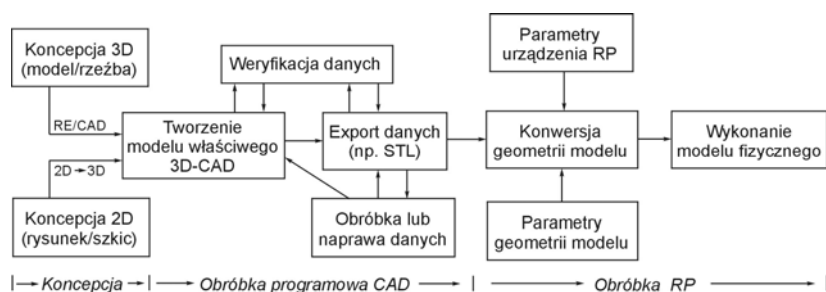 Koncepcja 3D
(model/rzeźba)
RE/CAD
2D → 3D
Koncepcja 2D
(rysunek/szkic)
Weryfikacja danych
Tworzenie
modelu właściwego
3D-CAD
Export danych
(np. STL)
Obróbka lub
naprawa danych
Parametry
urządzenia RP
Konwersja
geometrii modelu
Parametry
geometrii modelu
Wykonanie
modelu fizycznego
Koncepcja
Obróbka programowa CAD
Obróbka RP